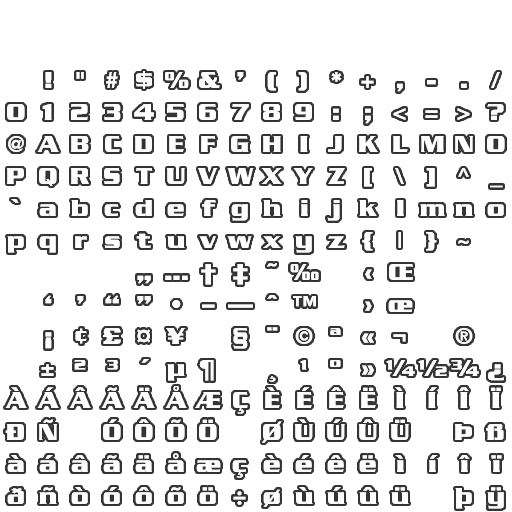 ! " # $ % & ' ( ) * + , - . /
0 1 2 3 4 5 6 7 8 9 : ; < = > ?
@ A B C D E F G H I J K L M N O
P Q R S T U V W X Y Z [ \ ] ^ _
` a b c d e f g h i j k l m n o
p q r s t u v w x y z { | } ~
„ … † ‡ ˜ ‰ ‹ Œ
‘ ’ “ ” • – — ˆ ™ › œ
¡ ¢ £ ¤ ¥ § ¨ © ª « ¬ ®
± ² ³ ´ µ ¶ ¸ ¹ º » ¼ ½ ¾ ¿
À Á Â Ã Ä Å Æ Ç È É Ê Ë Ì Í Î Ï
Ð Ñ Ó Ô Õ Ö Ø Ù Ú Û Ü Þ ß
à á â ã ä å æ ç è é ê ë ì í î ï
ð ñ ò ó ô õ ö ÷ ø ù ú û ü þ ÿ